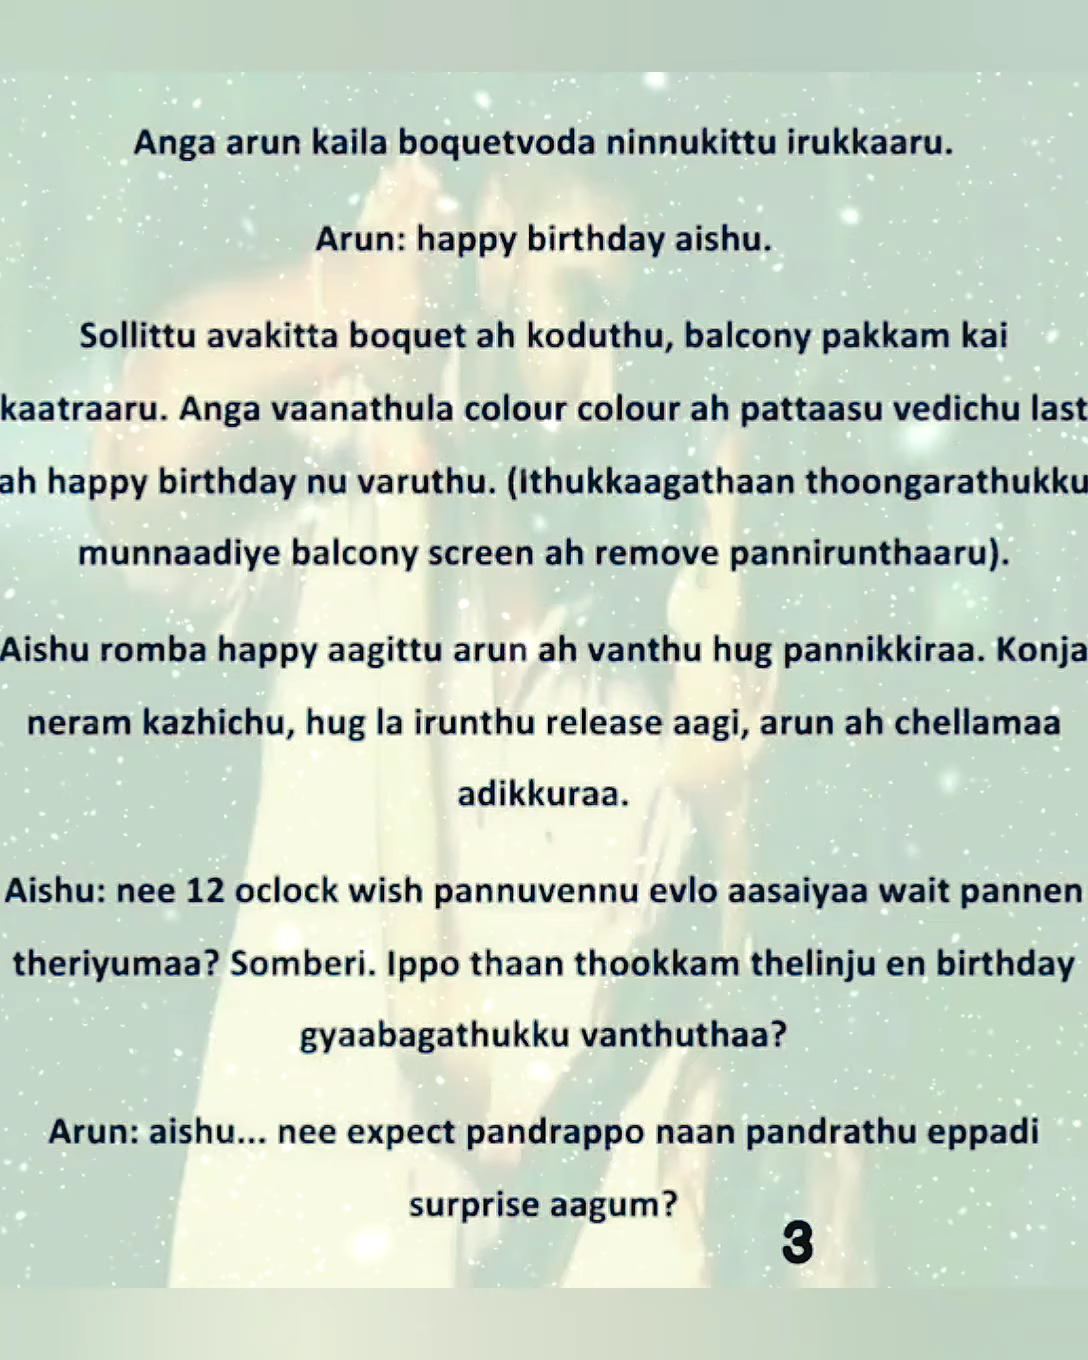 Anga arun kaila boquetvoda ninnukittu irukkaaru.
Arun: happy birthday aishu.
Sollittu avakitta boquet ah koduthu, balcony pakkam kai
kaatraaru. Anga vaanathula colour colour ah pattaasu vedichu last
ah happy birthday nu varuthu. (Ithukkaagathaan thoongarathukku
munnaadiye balcony screen ah remove pannirunthaaru).
Aishu romba happy aagittu arun ah vanthu hug pannikkiraa. Konja
neram kazhichu, hug la irunthu release aagi, arun ah chellamaa
adikkuraa.
Aishu: nee 12 oclock wish pannuvennu evlo aasaiyaa wait pannen
theriyumaa? Somberi. Ippo thaan thookkam thelinju en birthday
gyaabagathukku vanthuthaa?
Arun: aishu... nee expect pandrappo naan pandrathu eppadi
surprise aagum?
3